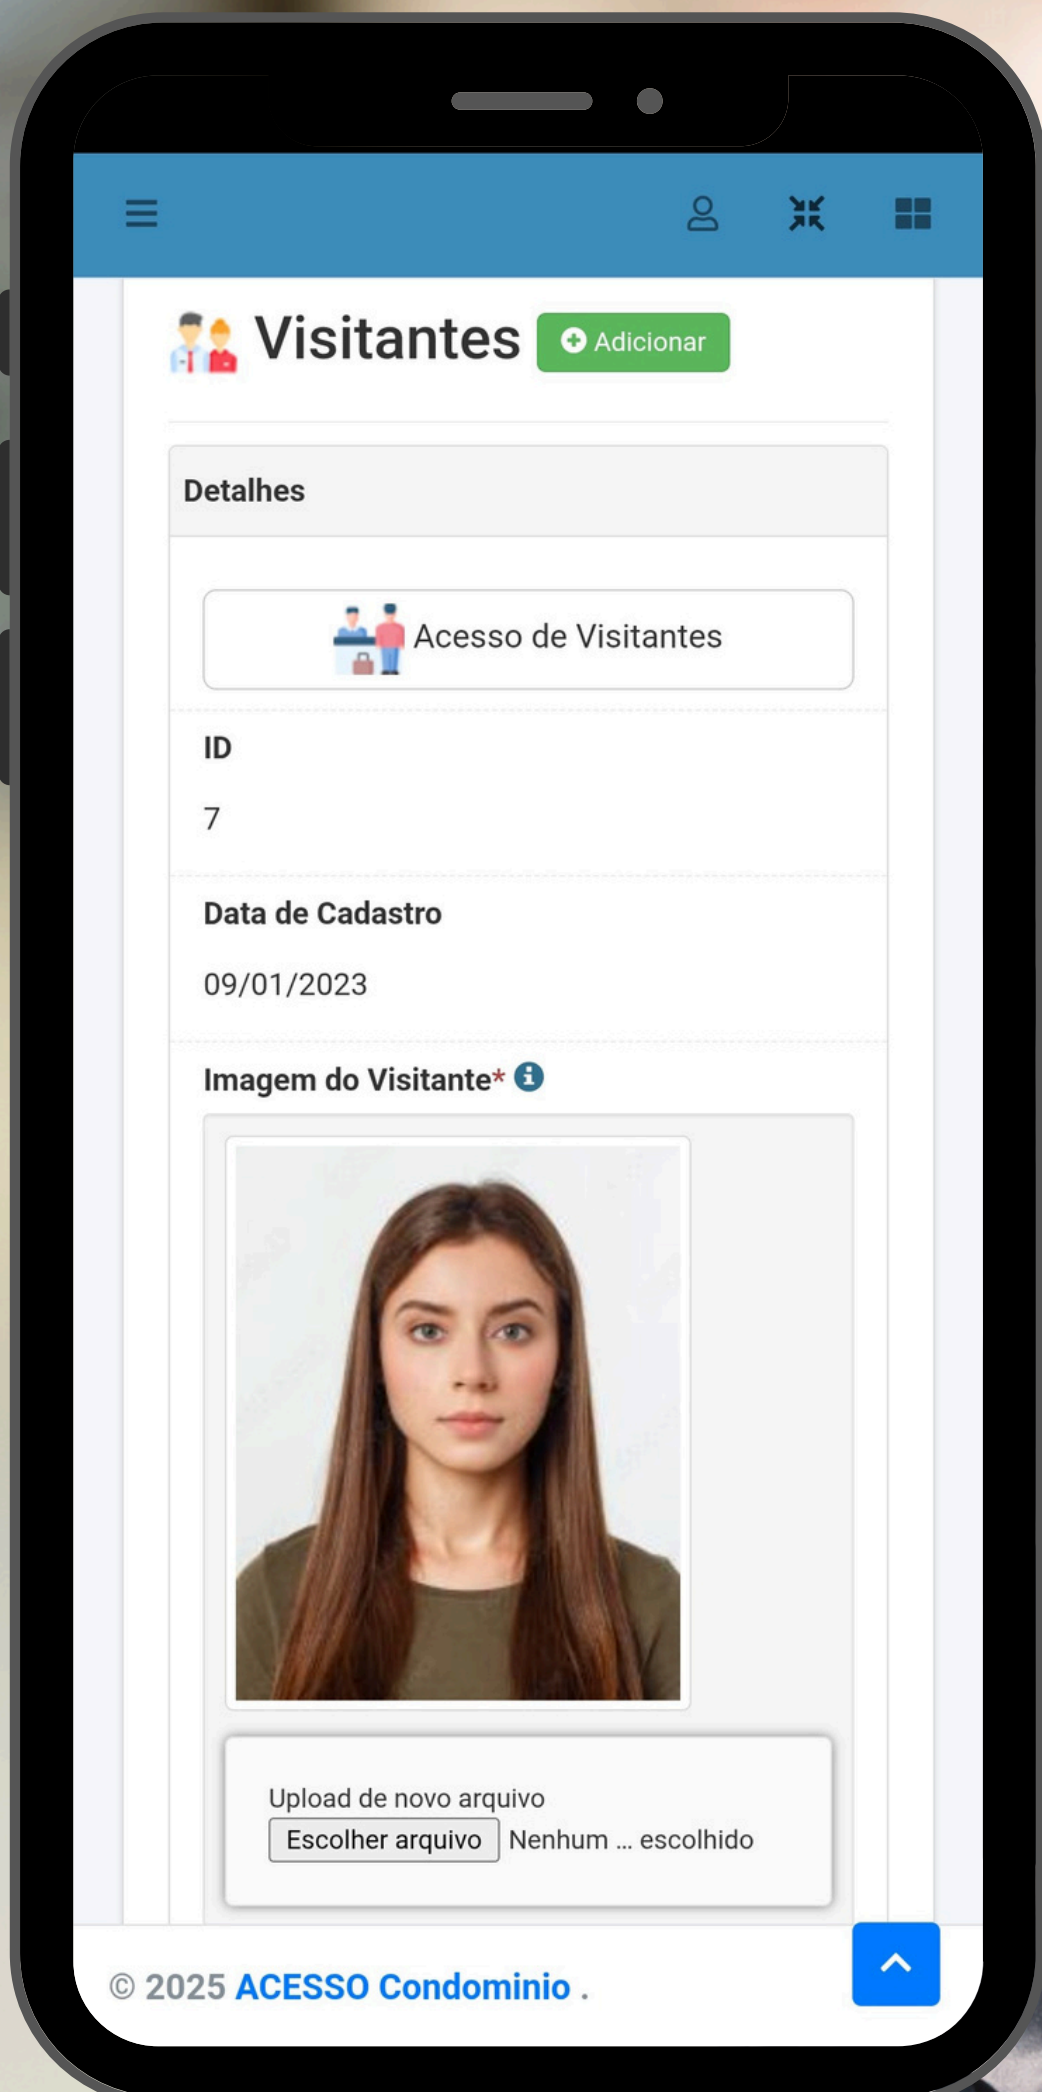 Visitantes
Adicionar
Detalhes
Acesso de Visitantes
ID
7
Data de Cadastro
09/01/2023
Imagem do Visitante*
Upload de novo arquivo
Escolher arquivo Nenhum ... escolhido
© 2025 ACESSO Condominio .